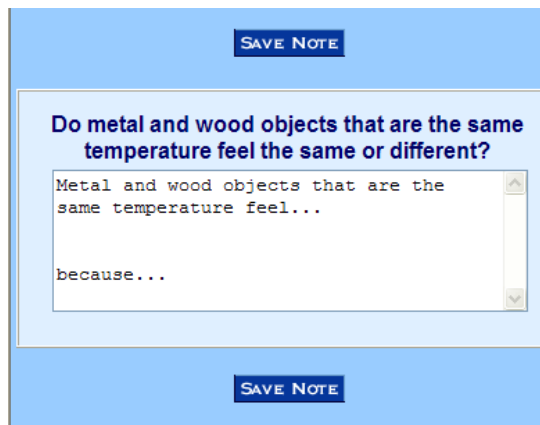 SAVE NOTE
Do metal and wood objects that are the same
temperature feel the same or different?
Metal and wood objects that are the
same temperature feel...
because...
SAVE NOTE